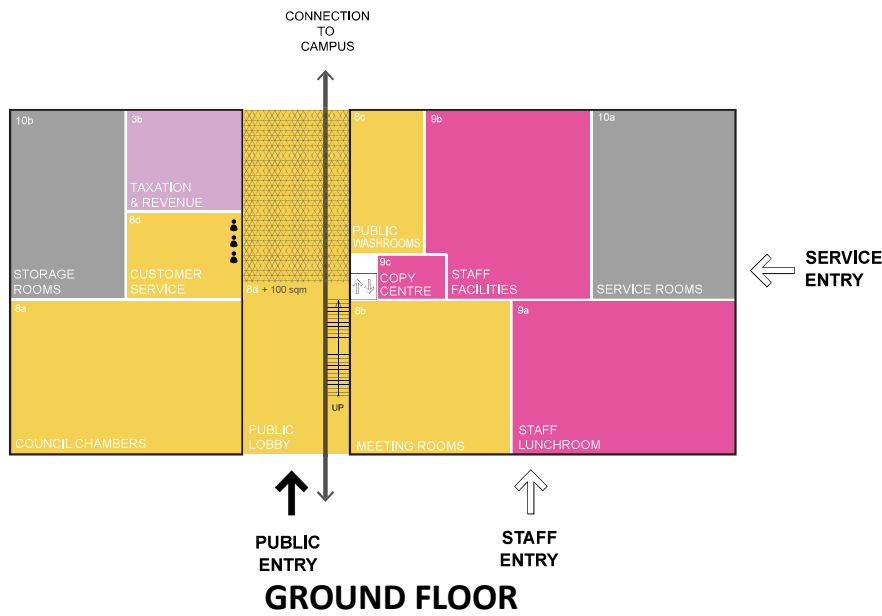 CONNECTION
TO
CAMPUS
10b
3b
TAXATION
& REVENUE
8d
STORAGE
ROOMS
CUSTOMER
SERVICE
8d + 100 sqm
8c
PUBLIC
WASHROOMS
9b
9c
COPY
CENTRE
STAFF
FACILITIES
10a
SERVICE ROOMS
SERVICE
ENTRY
8a
COUNCIL CHAMBERS
PUBLIC
LOBBY
UP
8b
MEETING ROOMS
9a
STAFF
LUNCHROOM
PUBLIC
ENTRY
STAFF
ENTRY
GROUND FLOOR